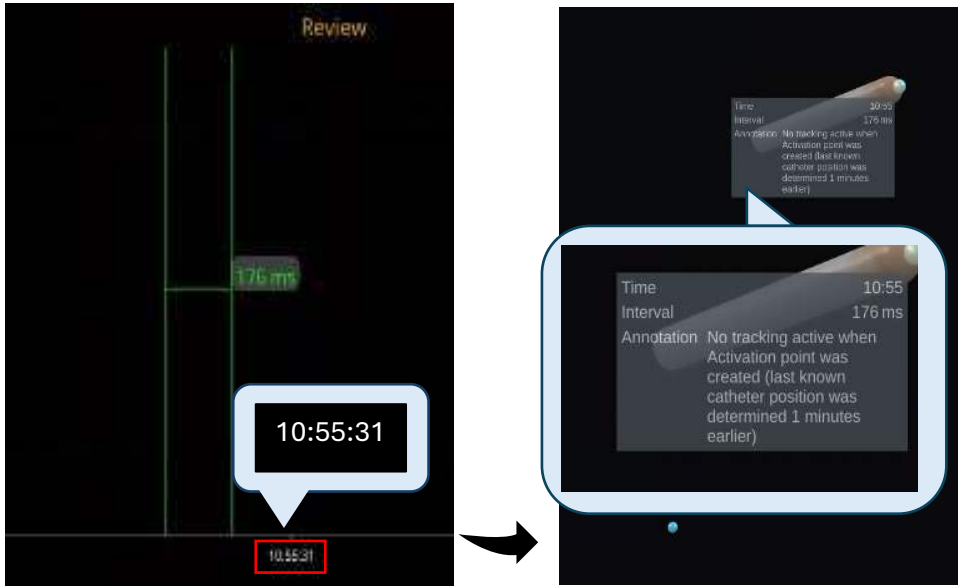 Review
176 ms
10:55:31
10:55:31
Time 10:55
Interval 176 ms
Annotation No tracking active when
Activation point was
created (last known
catheter position was
determined 1 minutes
earlier)
Time 10:55
Interval 176 ms
Annotation No tracking active when
Activation point was
created (last known
catheter position was
determined 1 minutes
earlier)